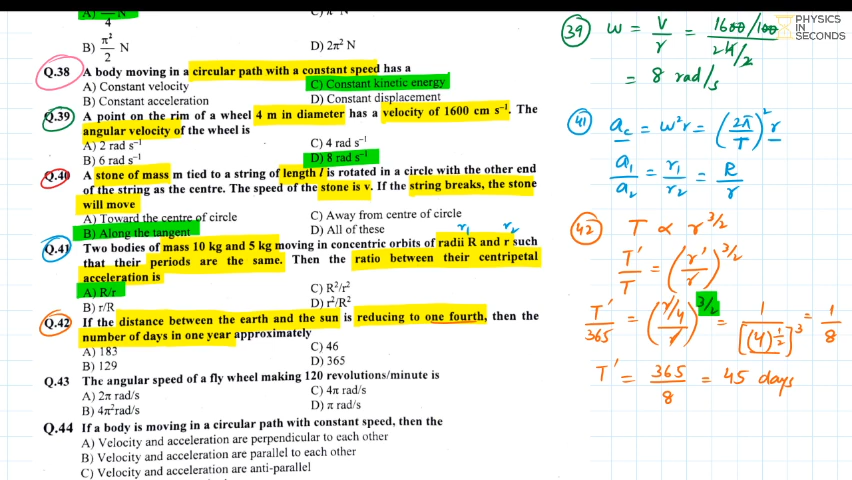 A) — N
4
B) π²/2 N
D) 2π² N
Q.38 A body moving in a circular path with a constant speed has a
A) Constant velocity
C) Constant kinetic energy
B) Constant acceleration
D) Constant displacement
Q.39 A point on the rim of a wheel 4 m in diameter has a velocity of 1600 cm s⁻¹. The
angular velocity of the wheel is
A) 2 rad s⁻¹
C) 4 rad s⁻¹
B) 6 rad s⁻¹
D) 8 rad s⁻¹
Q.40 A stone of mass m tied to a string of length l is rotated in a circle with the other end
of the string as the centre. The speed of the stone is v. If the string breaks, the stone
will move
A) Toward the centre of circle
C) Away from centre of circle
B) Along the tangent
D) All of these
r₁ r₂
Q.41 Two bodies of mass 10 kg and 5 kg moving in concentric orbits of radii R and r such
that their periods are the same. Then the ratio between their centripetal
acceleration is
A) R/r
C) R²/r²
B) r/R
D) r²/R²
Q.42 If the distance between the earth and the sun is reducing to one fourth, then the
number of days in one year approximately
A) 183
C) 46
B) 129
D) 365
Q.43 The angular speed of a fly wheel making 120 revolutions/minute is
A) 2π rad/s
C) 4π rad/s
B) 4π²rad/s
D) π rad/s
Q.44 If a body is moving in a circular path with constant speed, then the
A) Velocity and acceleration are perpendicular to each other
B) Velocity and acceleration are parallel to each other
C) Velocity and acceleration are anti-parallel
PHYSICS
IN SECONDS
39 ω = v/r = (1600/100)/(4/2)
= 8 rad/s
41 a_c = ω²r = (2π/T)² r
a₁/a₂ = r₁/r₂ = R/r
42 T ∝ r^3/2
T'/T = (r'/r)^3/2
T'/365 = (r/4/r)^3/2 = 1/[(4)^1/2]³ = 1/8
T' = 365/8 = 45 days